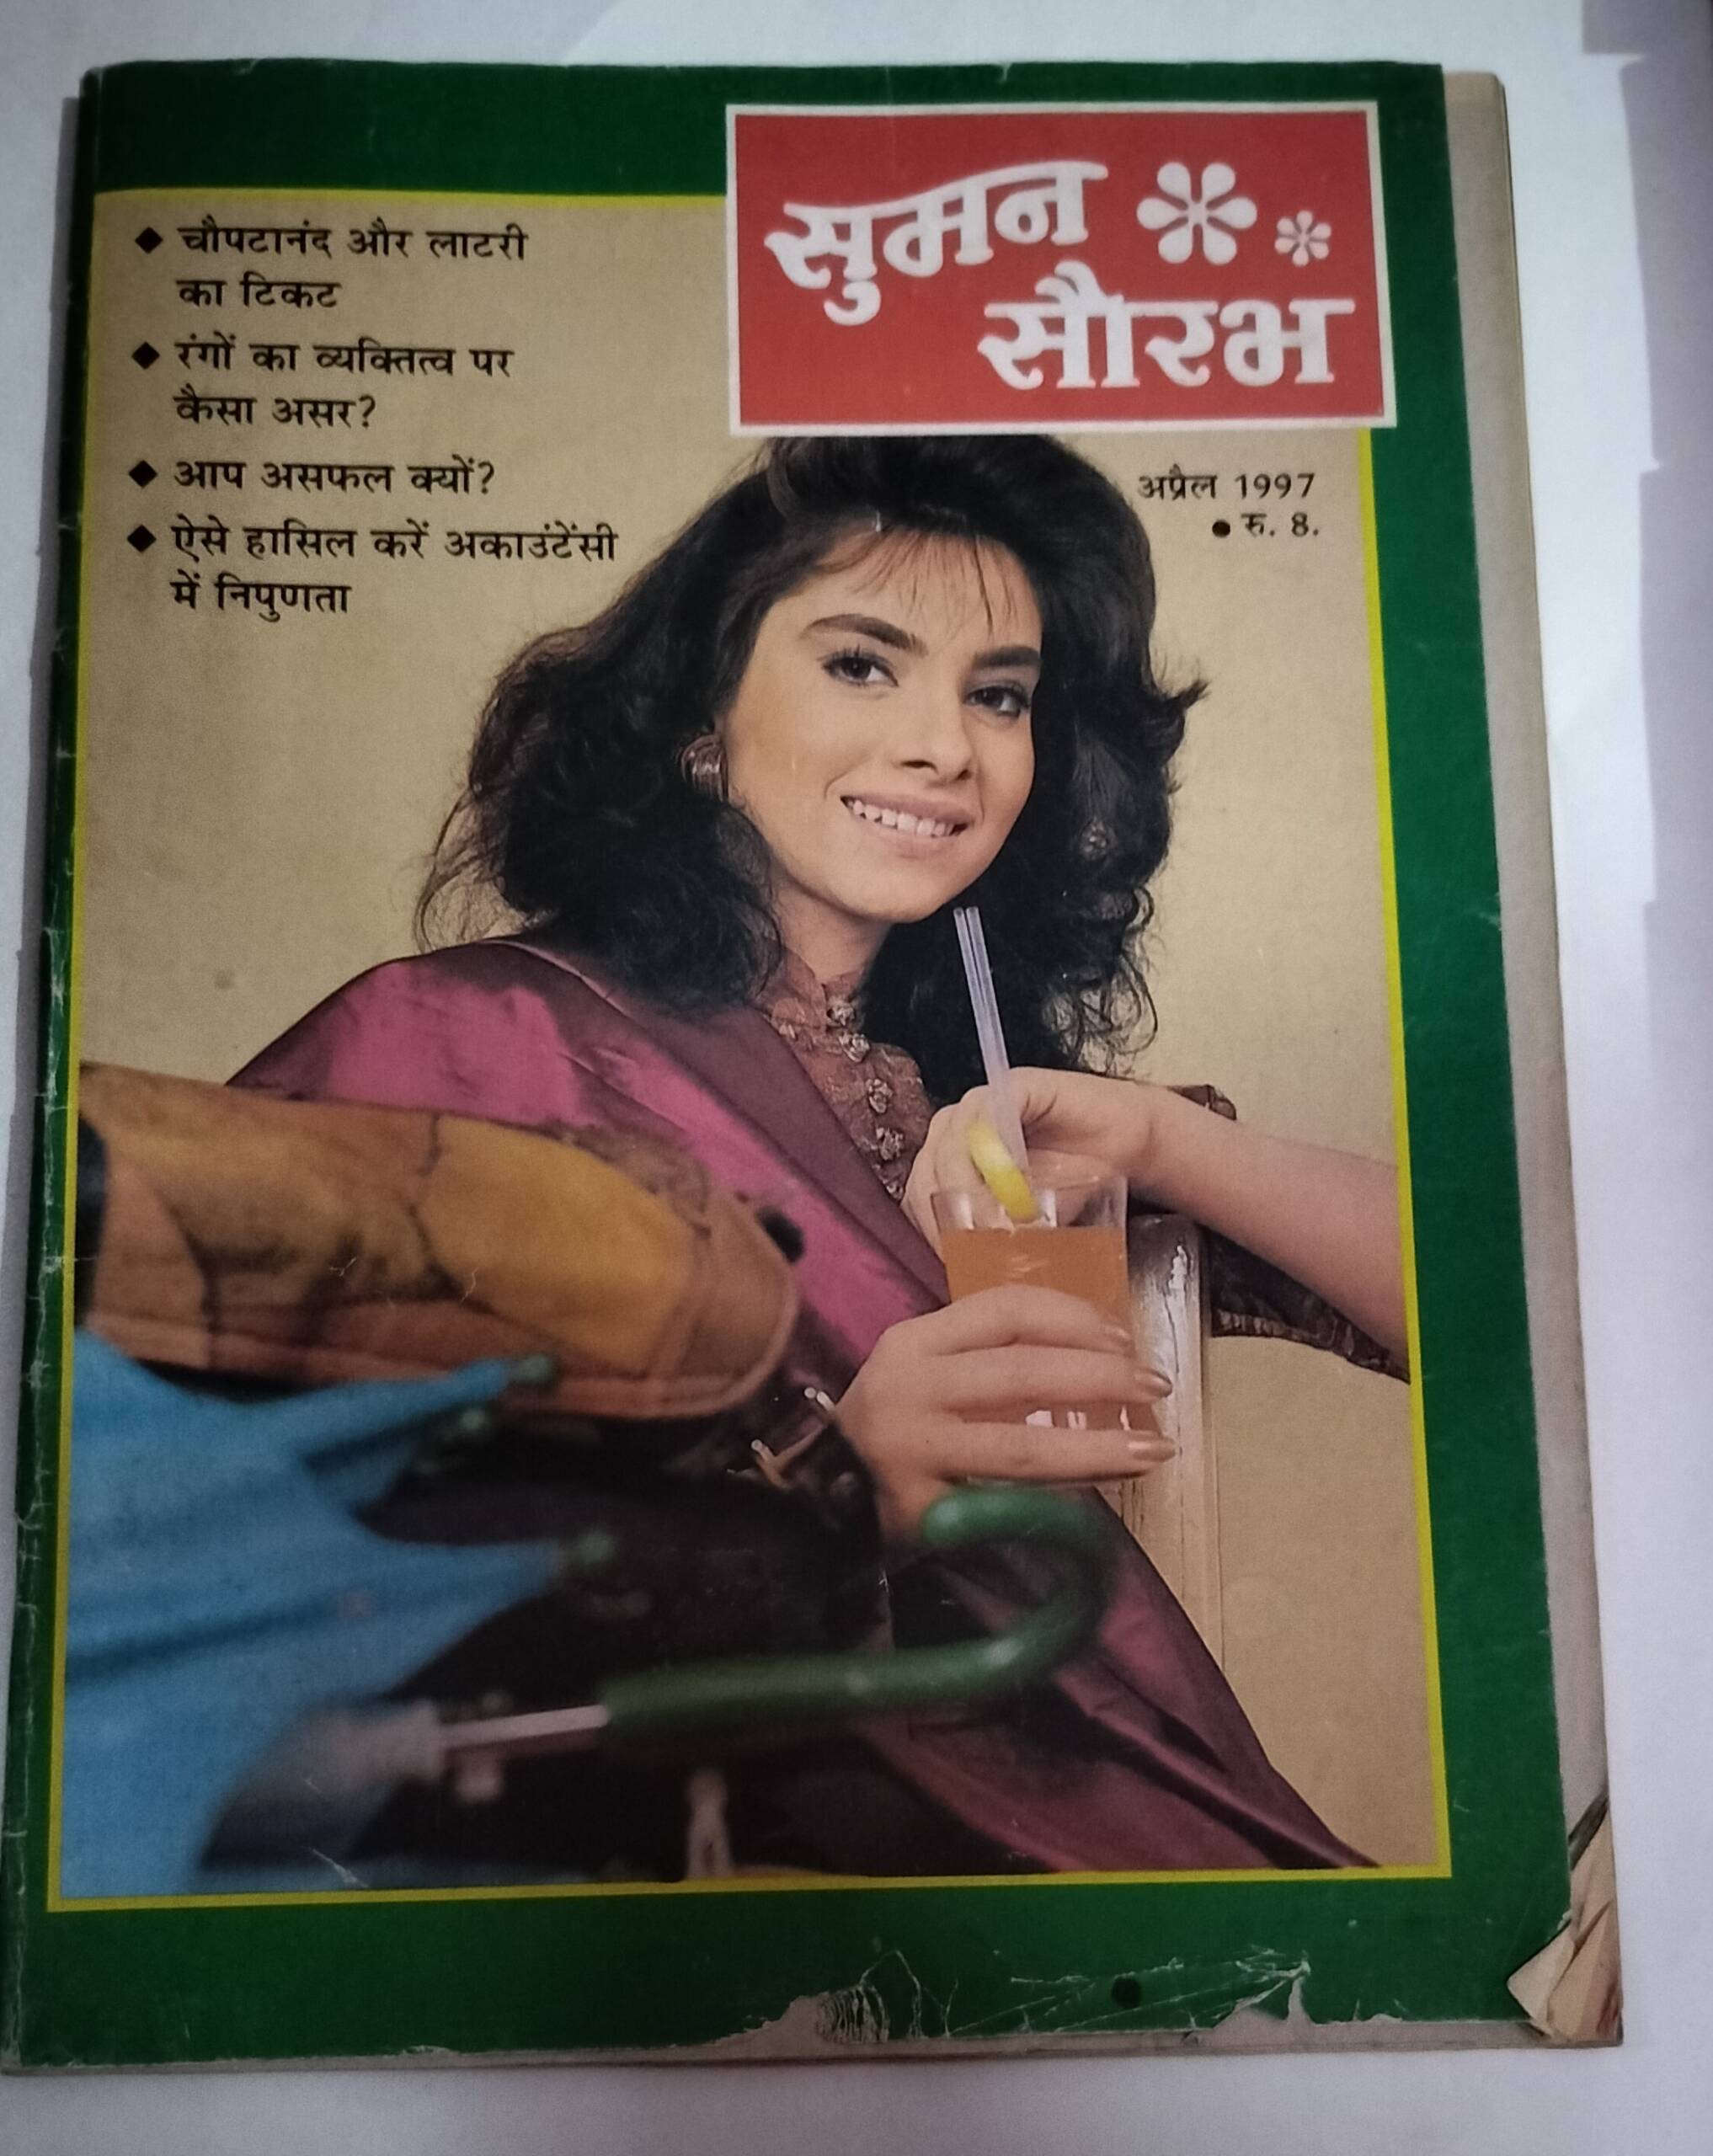 सुमन
सौरभ
अप्रैल 1997
● रु. 8.
◆ चौपटानंद और लाटरी
का टिकट
◆ रंगों का व्यक्तित्व पर
कैसा असर?
◆ आप असफल क्यों?
◆ ऐसे हासिल करें अकाउंटेंसी
में निपुणता